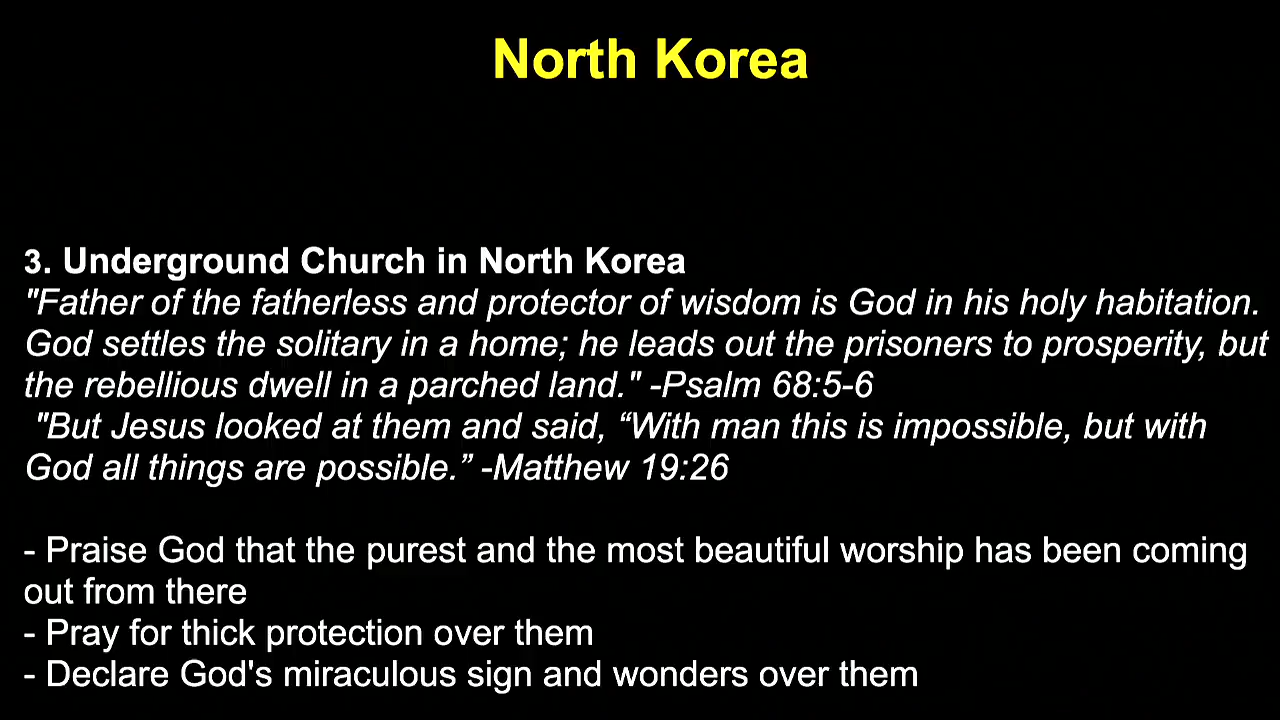 North Korea
3. Underground Church in North Korea
"Father of the fatherless and protector of wisdom is God in his holy habitation.
God settles the solitary in a home; he leads out the prisoners to prosperity, but
the rebellious dwell in a parched land." -Psalm 68:5-6
"But Jesus looked at them and said, “With man this is impossible, but with
God all things are possible.” -Matthew 19:26
- Praise God that the purest and the most beautiful worship has been coming
out from there
- Pray for thick protection over them
- Declare God's miraculous sign and wonders over them